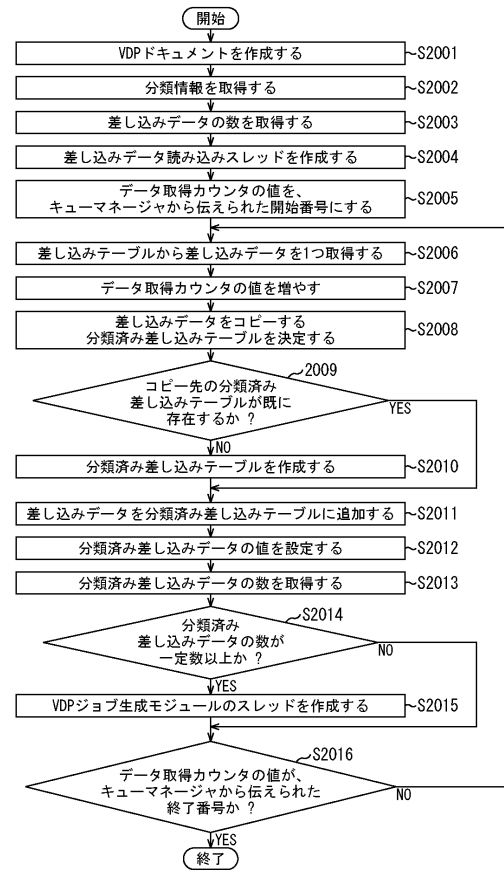 開始
VDPドキュメントを作成する
S2001
分類情報を取得する
S2002
差し込みデータの数を取得する
S2003
差し込みデータ読み込みスレッドを作成する
S2004
データ取得カウンタの値を、
キューマネージャから伝えられた開始番号にする
S2005
差し込みテーブルから差し込みデータを1つ取得する
S2006
データ取得カウンタの値を増やす
S2007
差し込みデータをコピーする
分類済み差し込みテーブルを決定する
S2008
2009
コピー先の分類済み
差し込みテーブルが既に
存在するか ?
YES
NO
分類済み差し込みテーブルを作成する
S2010
差し込みデータを分類済み差し込みテーブルに追加する
S2011
分類済み差し込みデータの値を設定する
S2012
分類済み差し込みデータの数を取得する
S2013
S2014
分類済み
差し込みデータの数が
一定数以上か ?
NO
YES
VDPジョブ生成モジュールのスレッドを作成する
S2015
S2016
データ取得カウンタの値が、
キューマネージャから伝えられた
終了番号か ?
NO
YES
終了